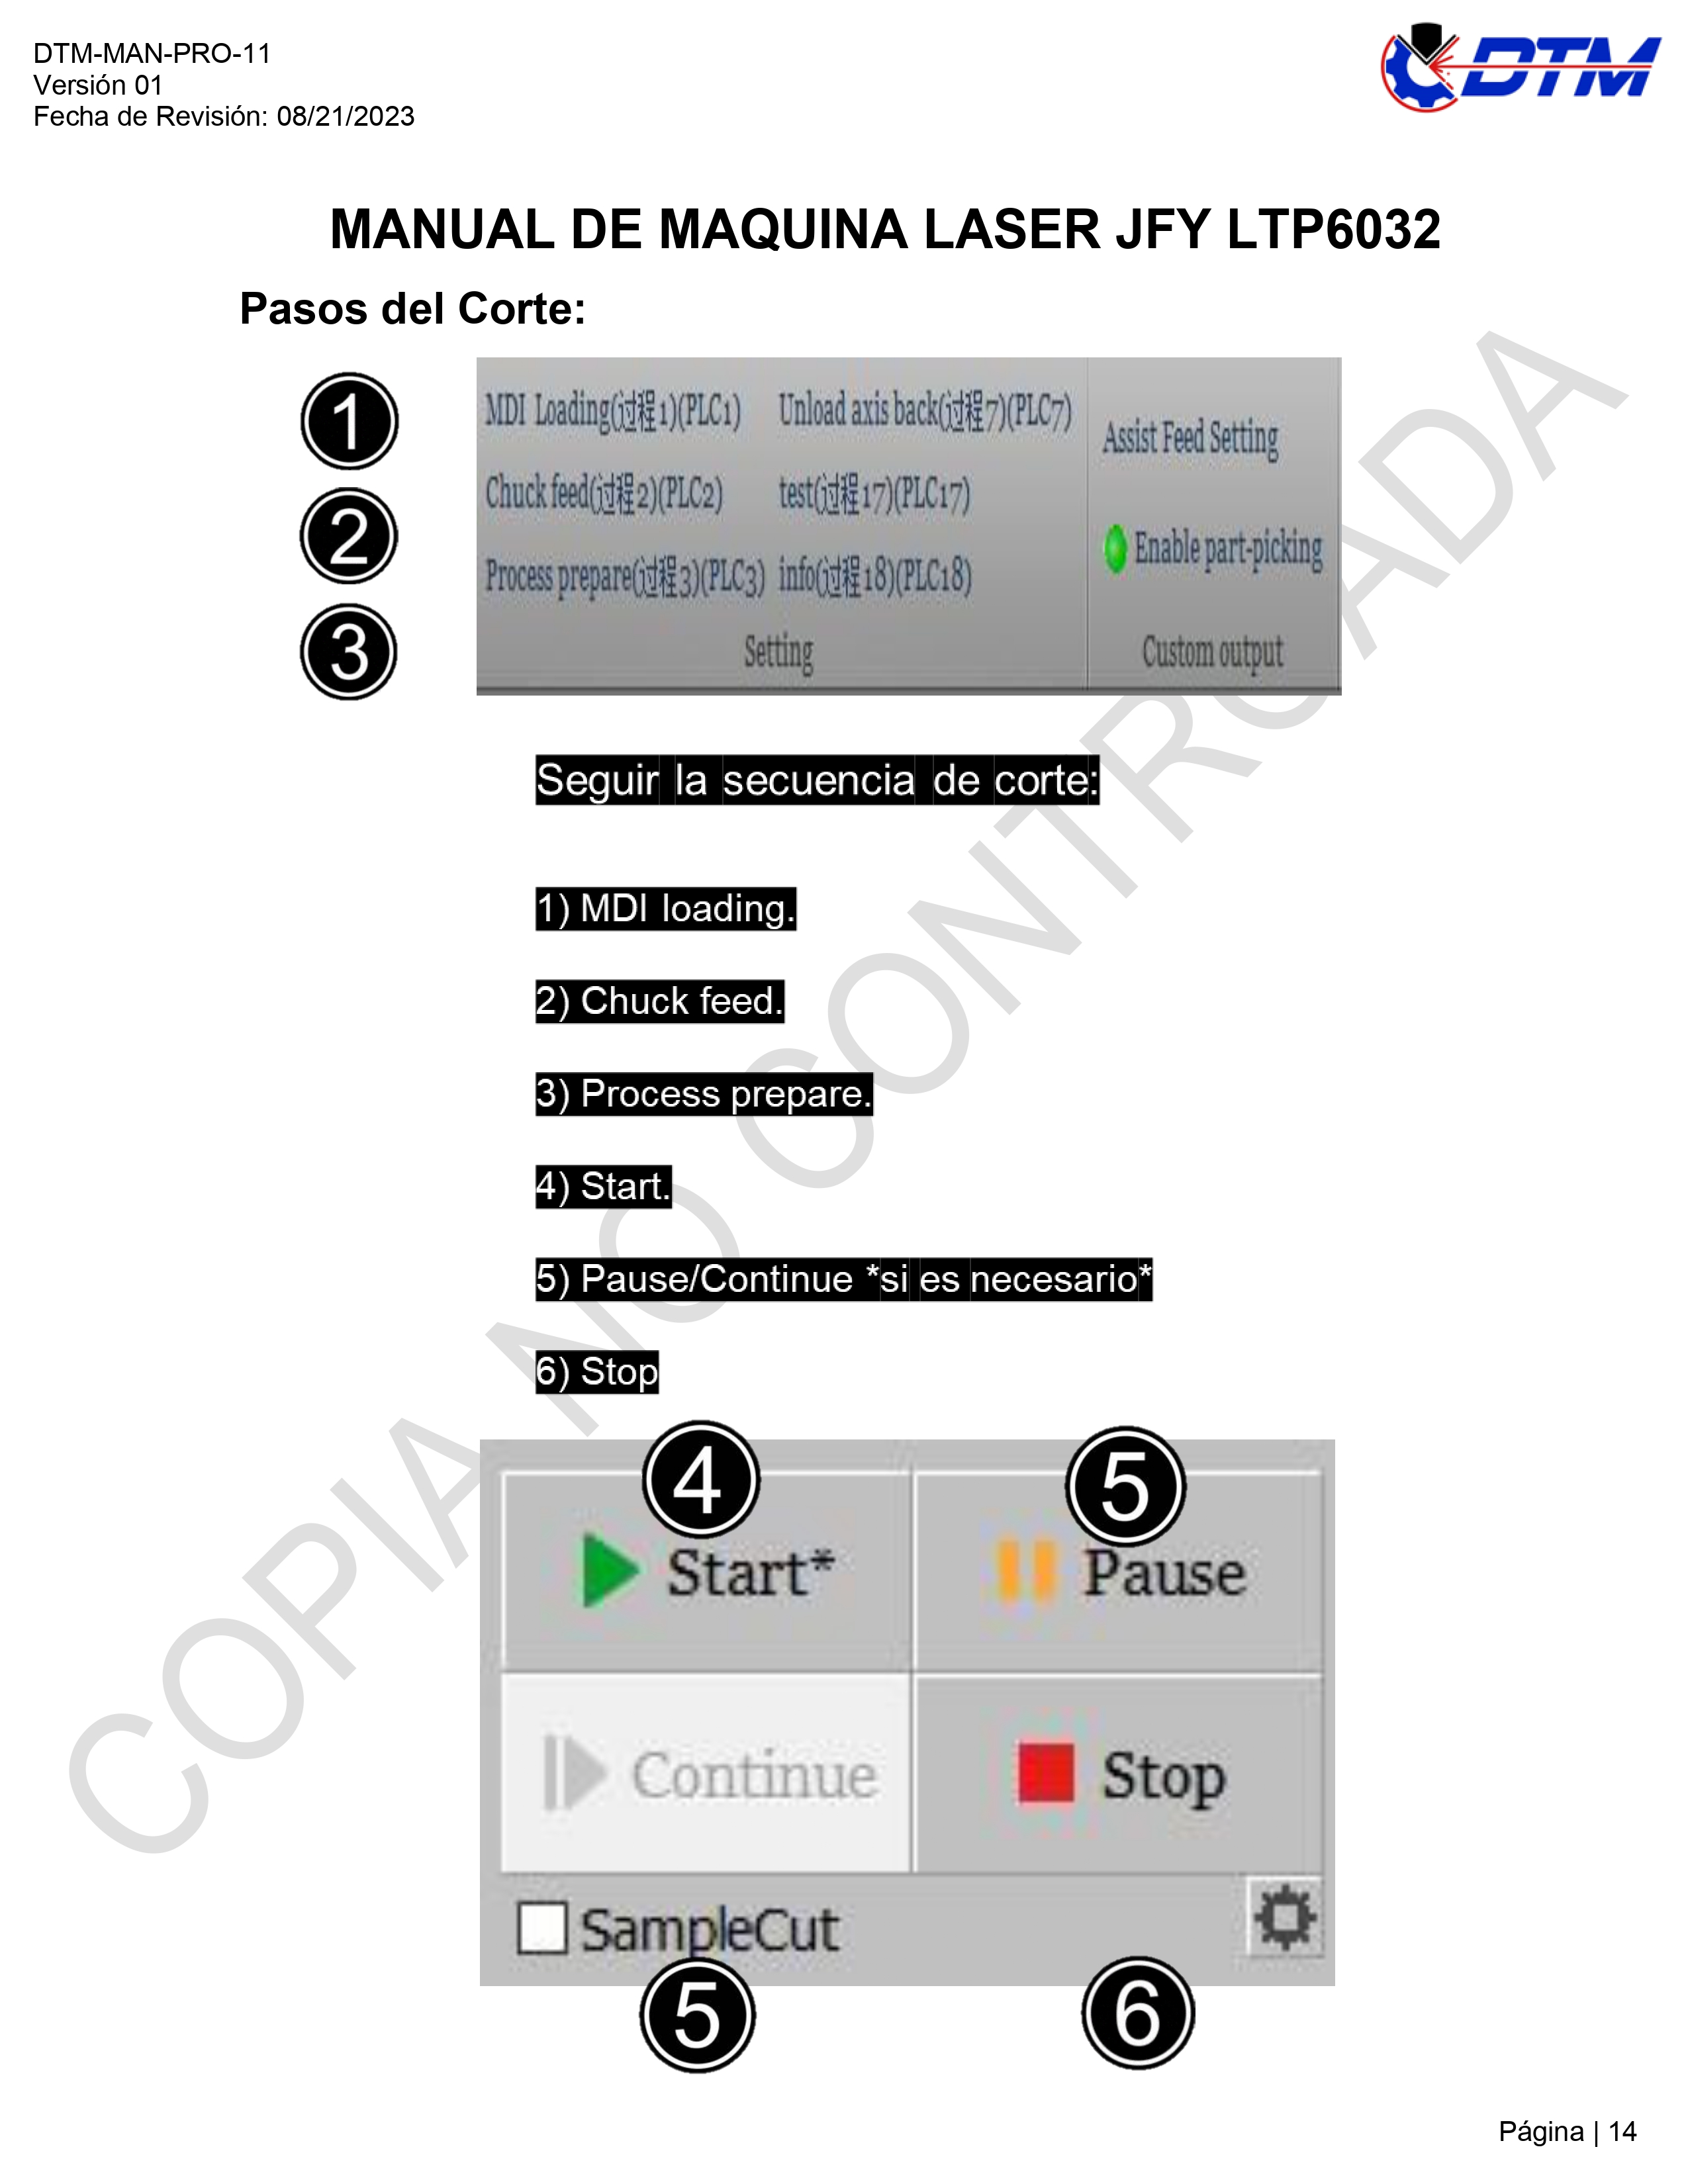 DTM-MAN-PRO-11
Versión 01
Fecha de Revisión: 08/21/2023
DTM
MANUAL DE MAQUINA LASER JFY LTP6032
Pasos del Corte:
1
2
3
MDI Loading(过程1)(PLC1) Unload axis back(过程7)(PLC7)
Chuck feed(过程2)(PLC2) test(过程17)(PLC17)
Process prepare(过程3)(PLC3) info(过程18)(PLC18)
Setting
Assist Feed Setting
Enable part-picking
Custom output
Seguir la secuencia de corte:
1) MDI loading.
2) Chuck feed.
3) Process prepare.
4) Start.
5) Pause/Continue *si es necesario*
6) Stop
4
5
Start*
Pause
Continue
Stop
SampleCut
5
6
COPIA NO CONTROLADA
Página | 14